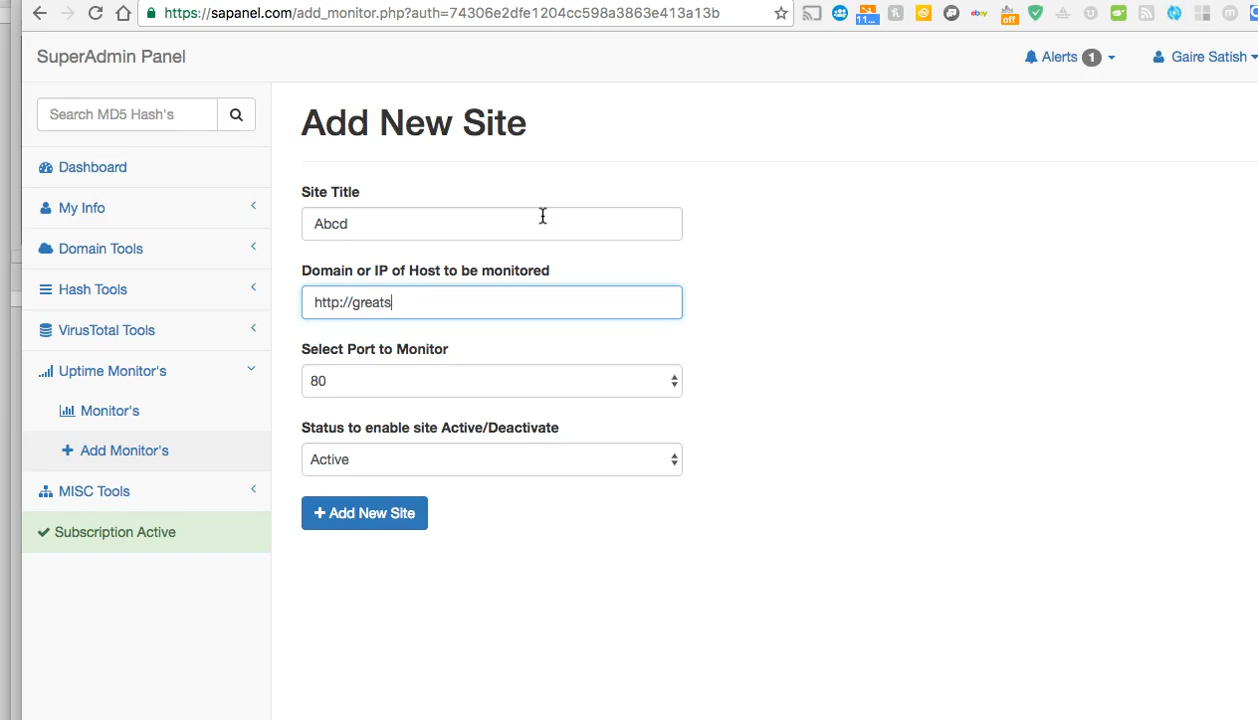 https://sapanel.com/add_monitor.php?auth=74306e2dfe1204cc598a3863e413a13b
11...
ebay
off
SuperAdmin Panel
Alerts 1
Gaire Satish
Search MD5 Hash's
Dashboard
My Info
Domain Tools
Hash Tools
VirusTotal Tools
Uptime Monitor's
Monitor's
Add Monitor's
MISC Tools
Subscription Active
Add New Site
Site Title
Abcd
Domain or IP of Host to be monitored
http://greats
Select Port to Monitor
80
Status to enable site Active/Deactivate
Active
+ Add New Site